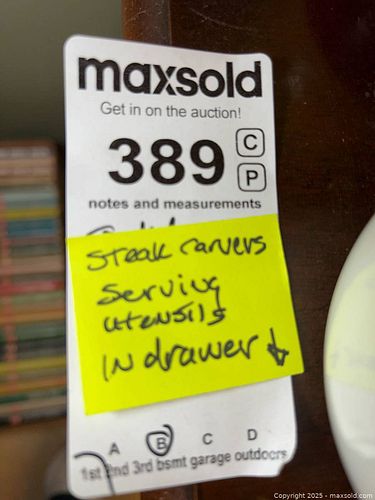 maxsold
Get in on the auction!
389 C
P
notes and measurements
Steak carvers
Serving
utensils
IN drawer ↓
A B C D
1st 2nd 3rd bsmt garage outdoors
Copyright 2025 - maxsold.com